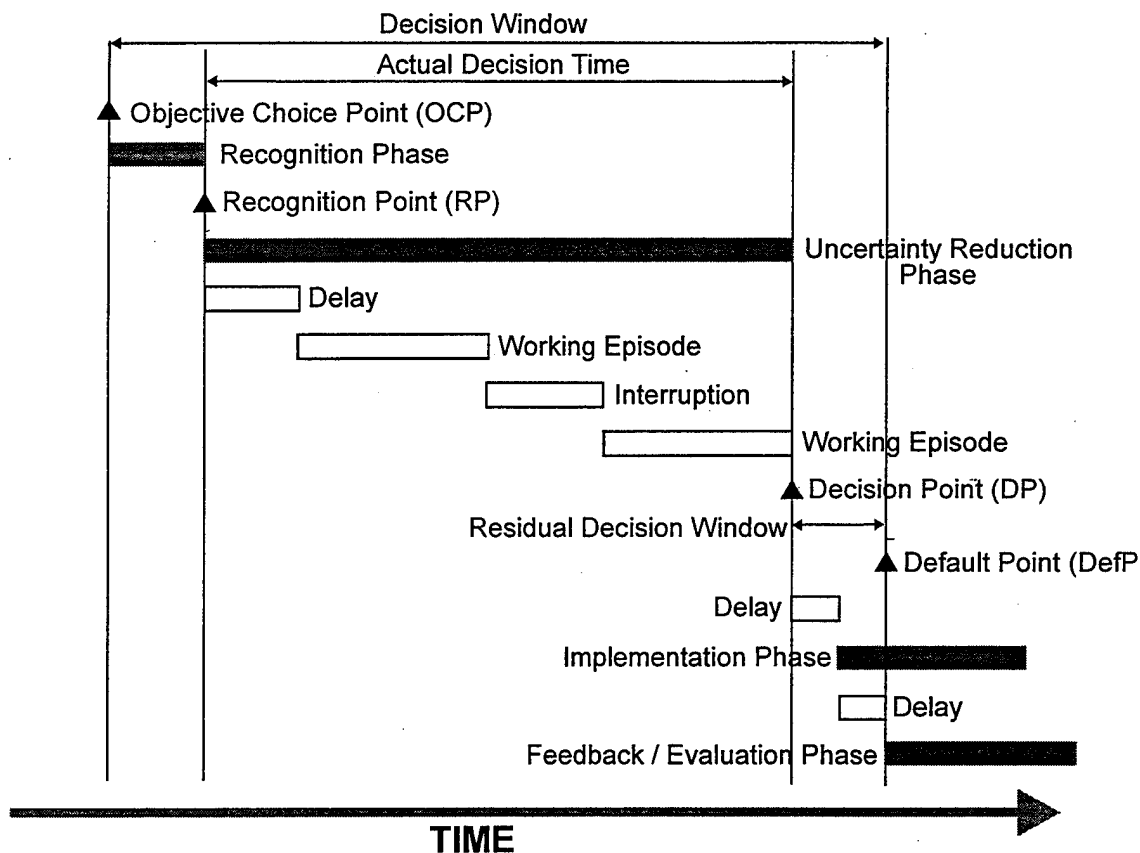 Decision Window
Actual Decision Time
Objective Choice Point (OCP)
Recognition Phase
Recognition Point (RP)
Uncertainty Reduction
Phase
Delay
Working Episode
Interruption
Working Episode
Decision Point (DP)
Residual Decision Window
Default Point (DefP
Delay
Implementation Phase
Delay
Feedback / Evaluation Phase
TIME